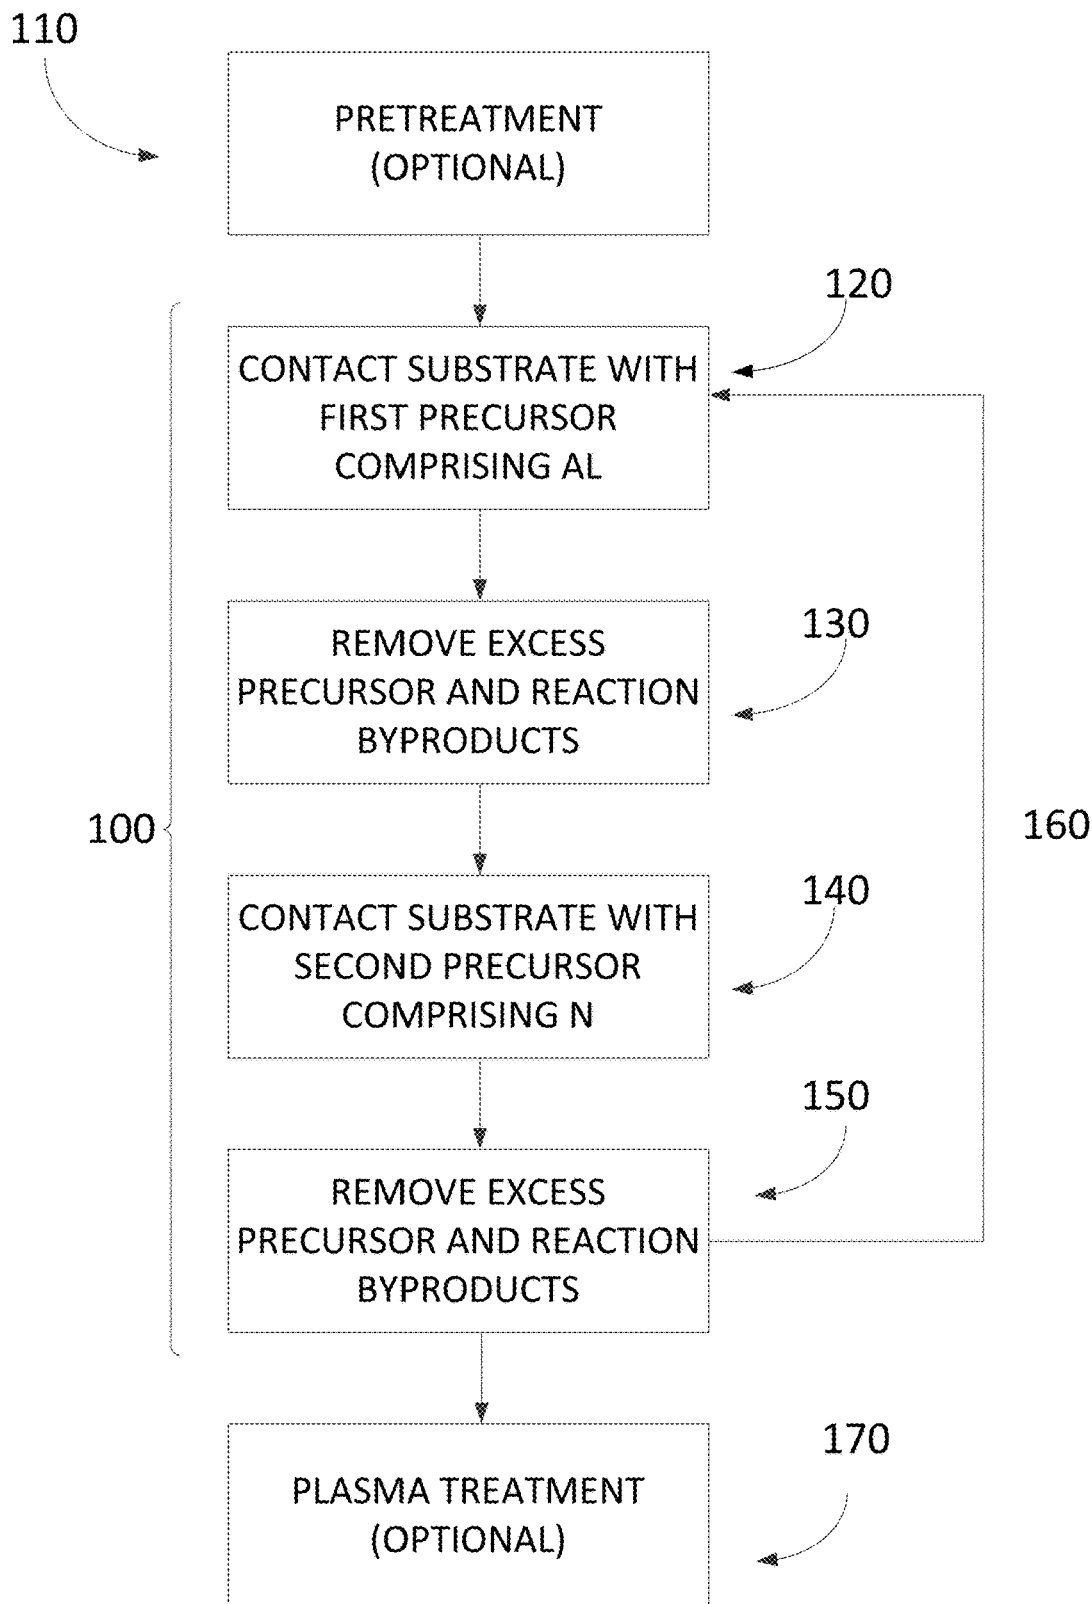 110
PRETREATMENT
(OPTIONAL)
120
CONTACT SUBSTRATE WITH
FIRST PRECURSOR
COMPRISING AL
130
REMOVE EXCESS
PRECURSOR AND REACTION
BYPRODUCTS
100
160
140
CONTACT SUBSTRATE WITH
SECOND PRECURSOR
COMPRISING N
150
REMOVE EXCESS
PRECURSOR AND REACTION
BYPRODUCTS
170
PLASMA TREATMENT
(OPTIONAL)